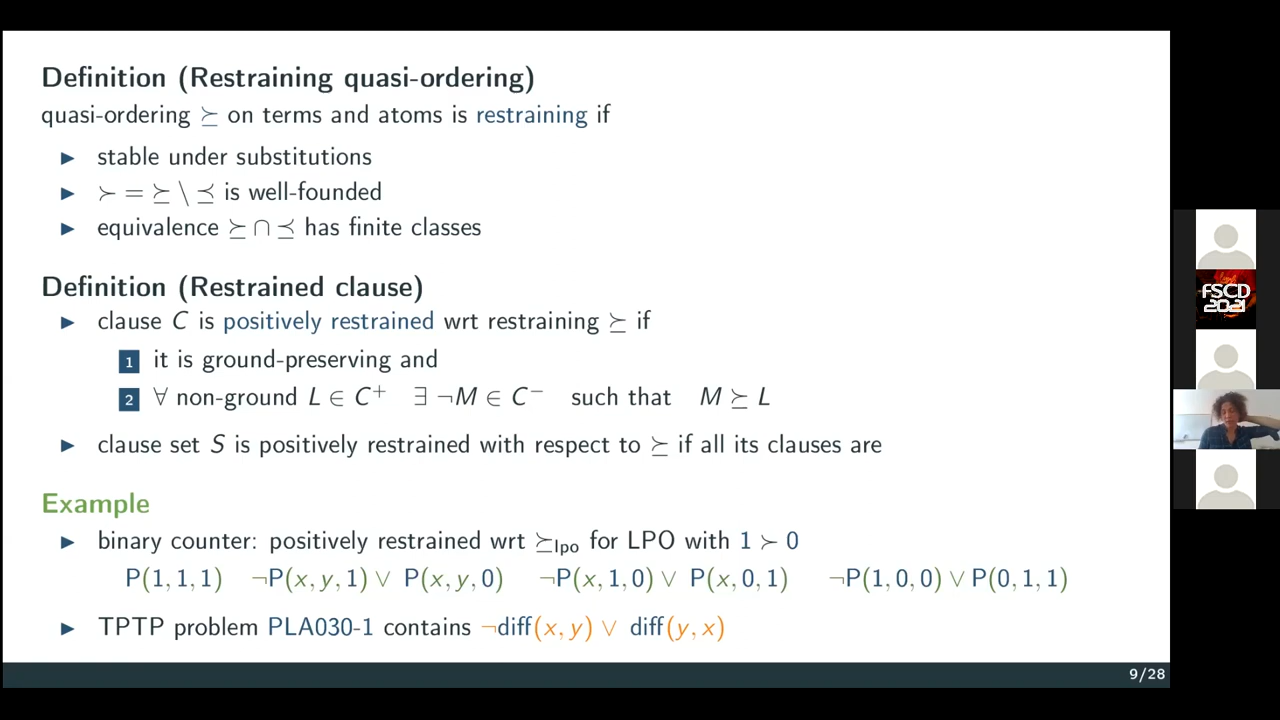 Definition (Restraining quasi-ordering)
quasi-ordering ⪰ on terms and atoms is restraining if
▶ stable under substitutions
▶ ≻ = ⪰ \ ⪯ is well-founded
▶ equivalence ⪰ ∩ ⪯ has finite classes
Definition (Restrained clause)
▶ clause C is positively restrained wrt restraining ⪰ if
1 it is ground-preserving and
2 ∀ non-ground L ∈ C⁺ ∃ ¬M ∈ C⁻ such that M ⪰ L
▶ clause set S is positively restrained with respect to ⪰ if all its clauses are
Example
▶ binary counter: positively restrained wrt ⪰lpo for LPO with 1 ≻ 0
P(1, 1, 1) ¬P(x, y, 1) ∨ P(x, y, 0) ¬P(x, 1, 0) ∨ P(x, 0, 1) ¬P(1, 0, 0) ∨ P(0, 1, 1)
▶ TPTP problem PLA030-1 contains ¬diff(x, y) ∨ diff(y, x)
9/28
FSCD
2021